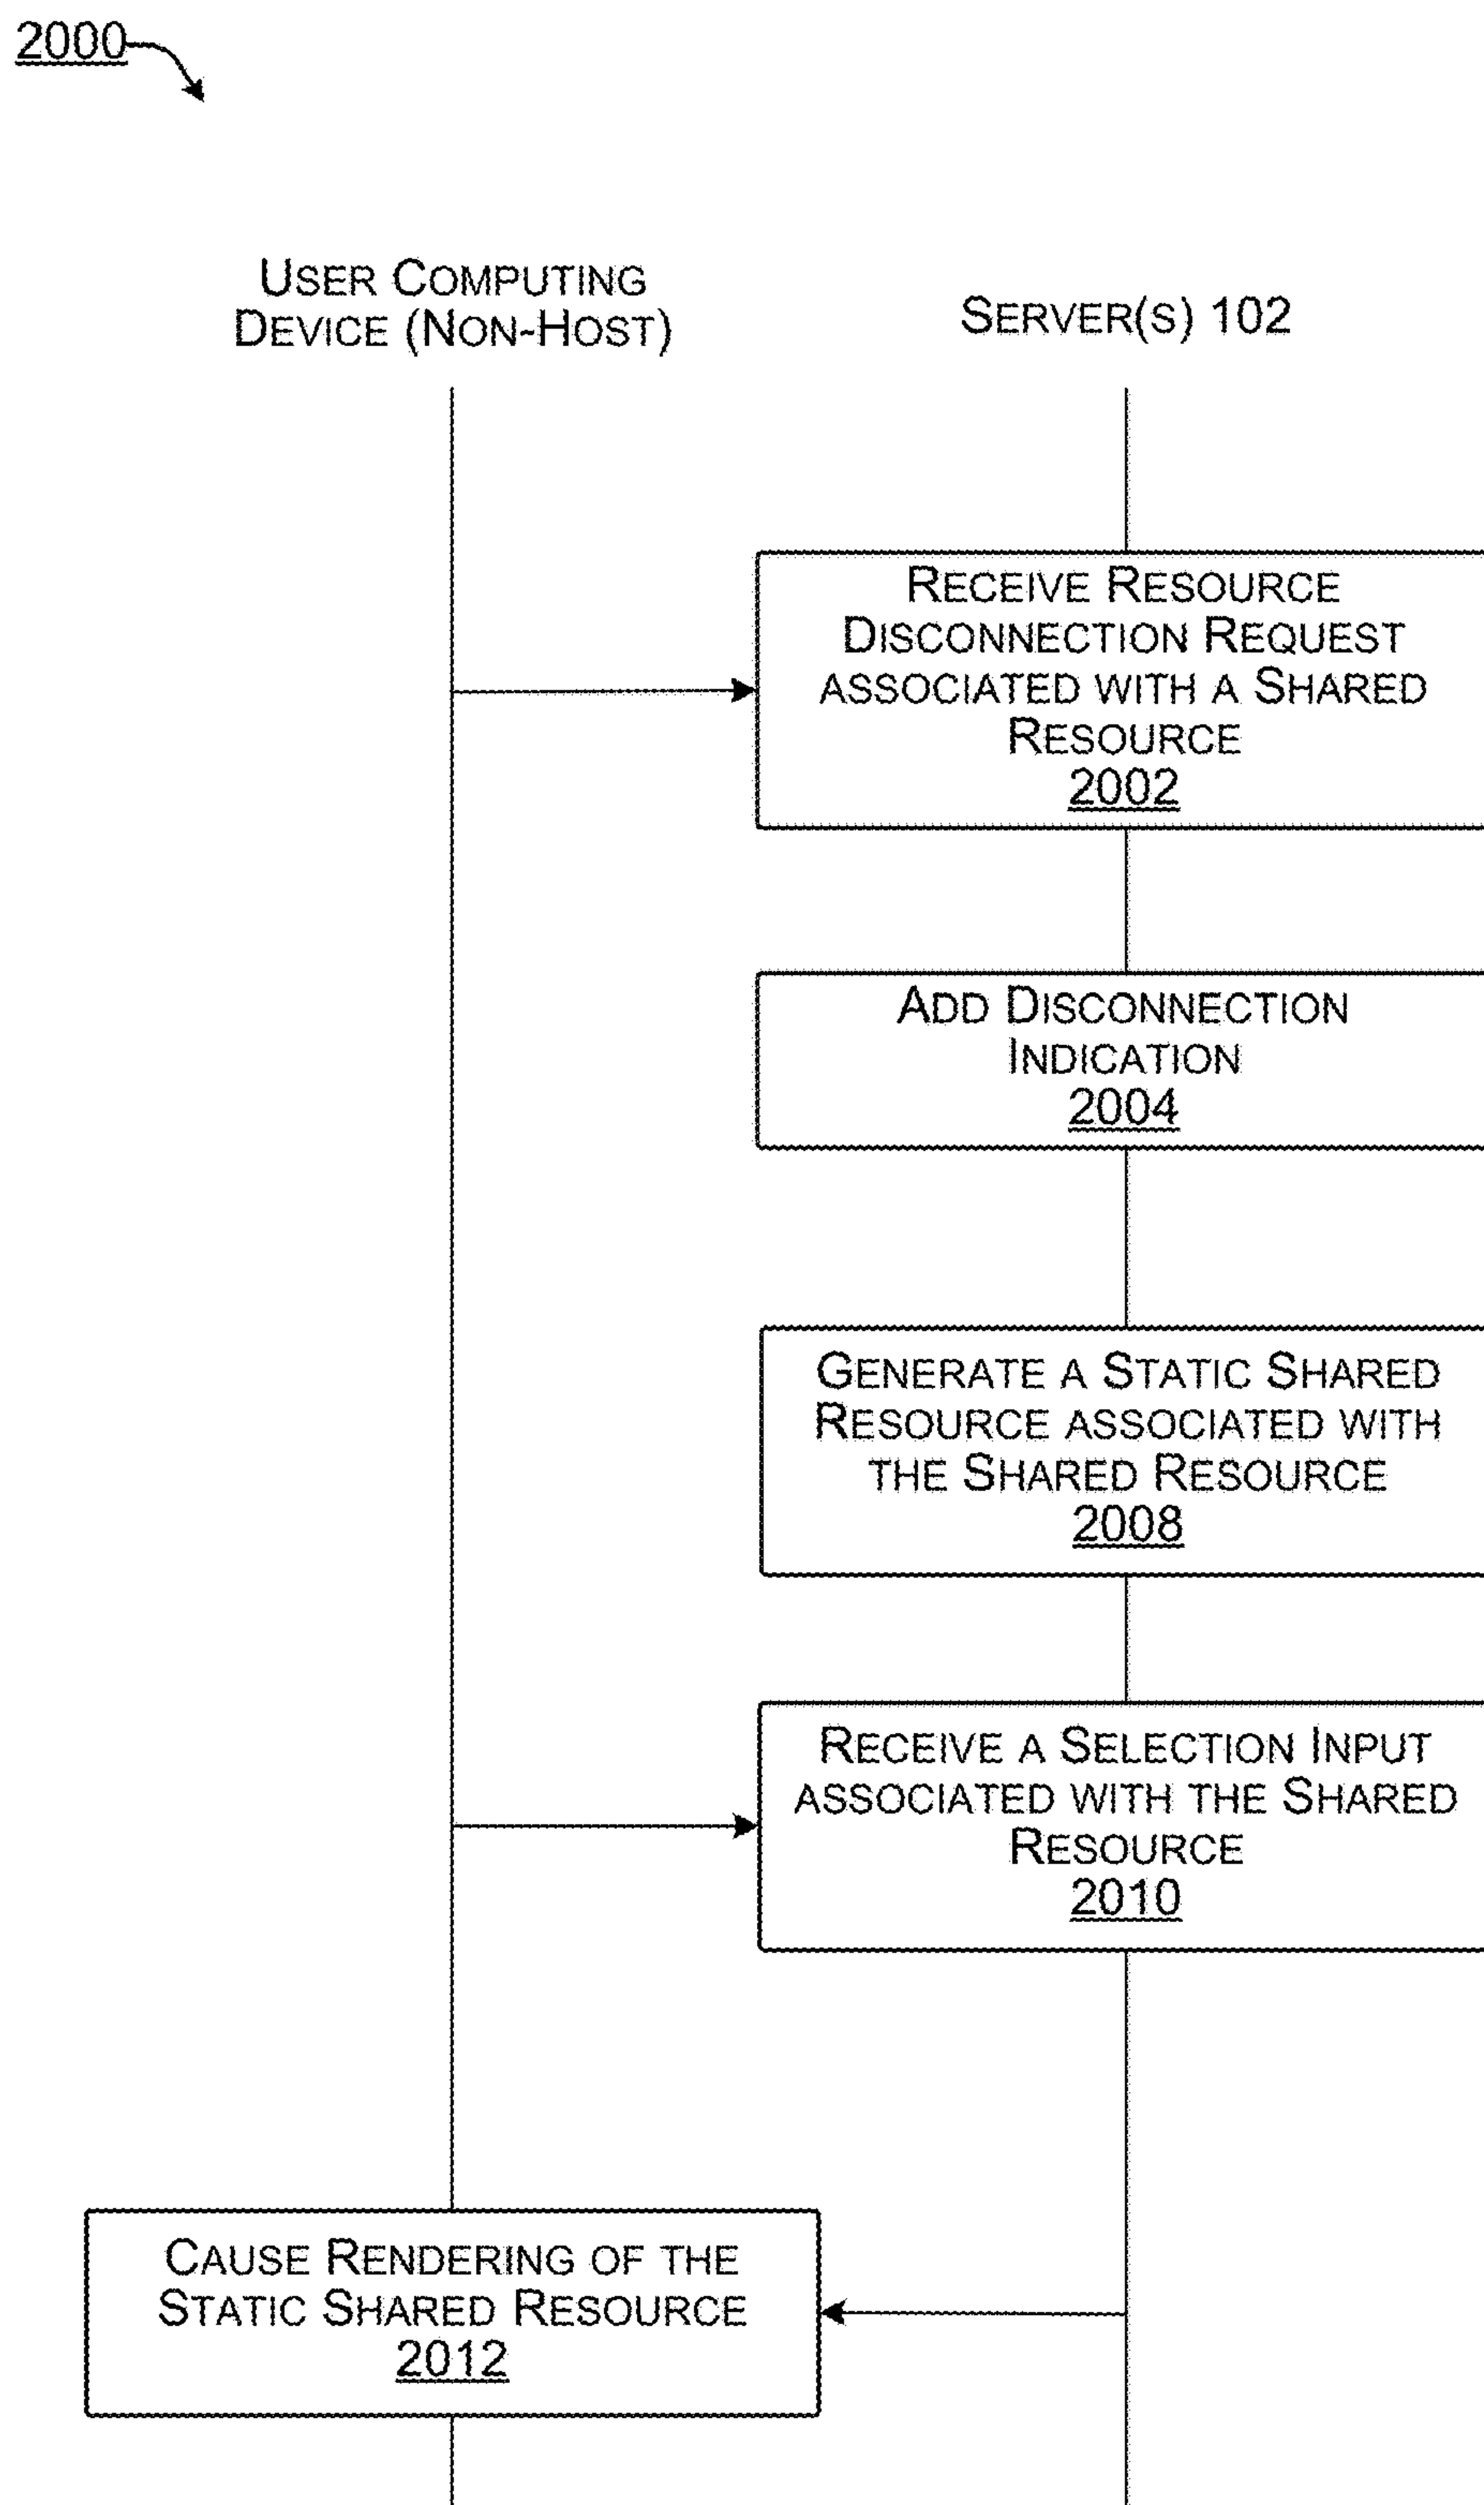 2000
USER COMPUTING
DEVICE (NON-HOST)
SERVER(S) 102
RECEIVE RESOURCE
DISCONNECTION REQUEST
ASSOCIATED WITH A SHARED
RESOURCE
2002
ADD DISCONNECTION
INDICATION
2004
GENERATE A STATIC SHARED
RESOURCE ASSOCIATED WITH
THE SHARED RESOURCE
2008
RECEIVE A SELECTION INPUT
ASSOCIATED WITH THE SHARED
RESOURCE
2010
CAUSE RENDERING OF THE
STATIC SHARED RESOURCE
2012